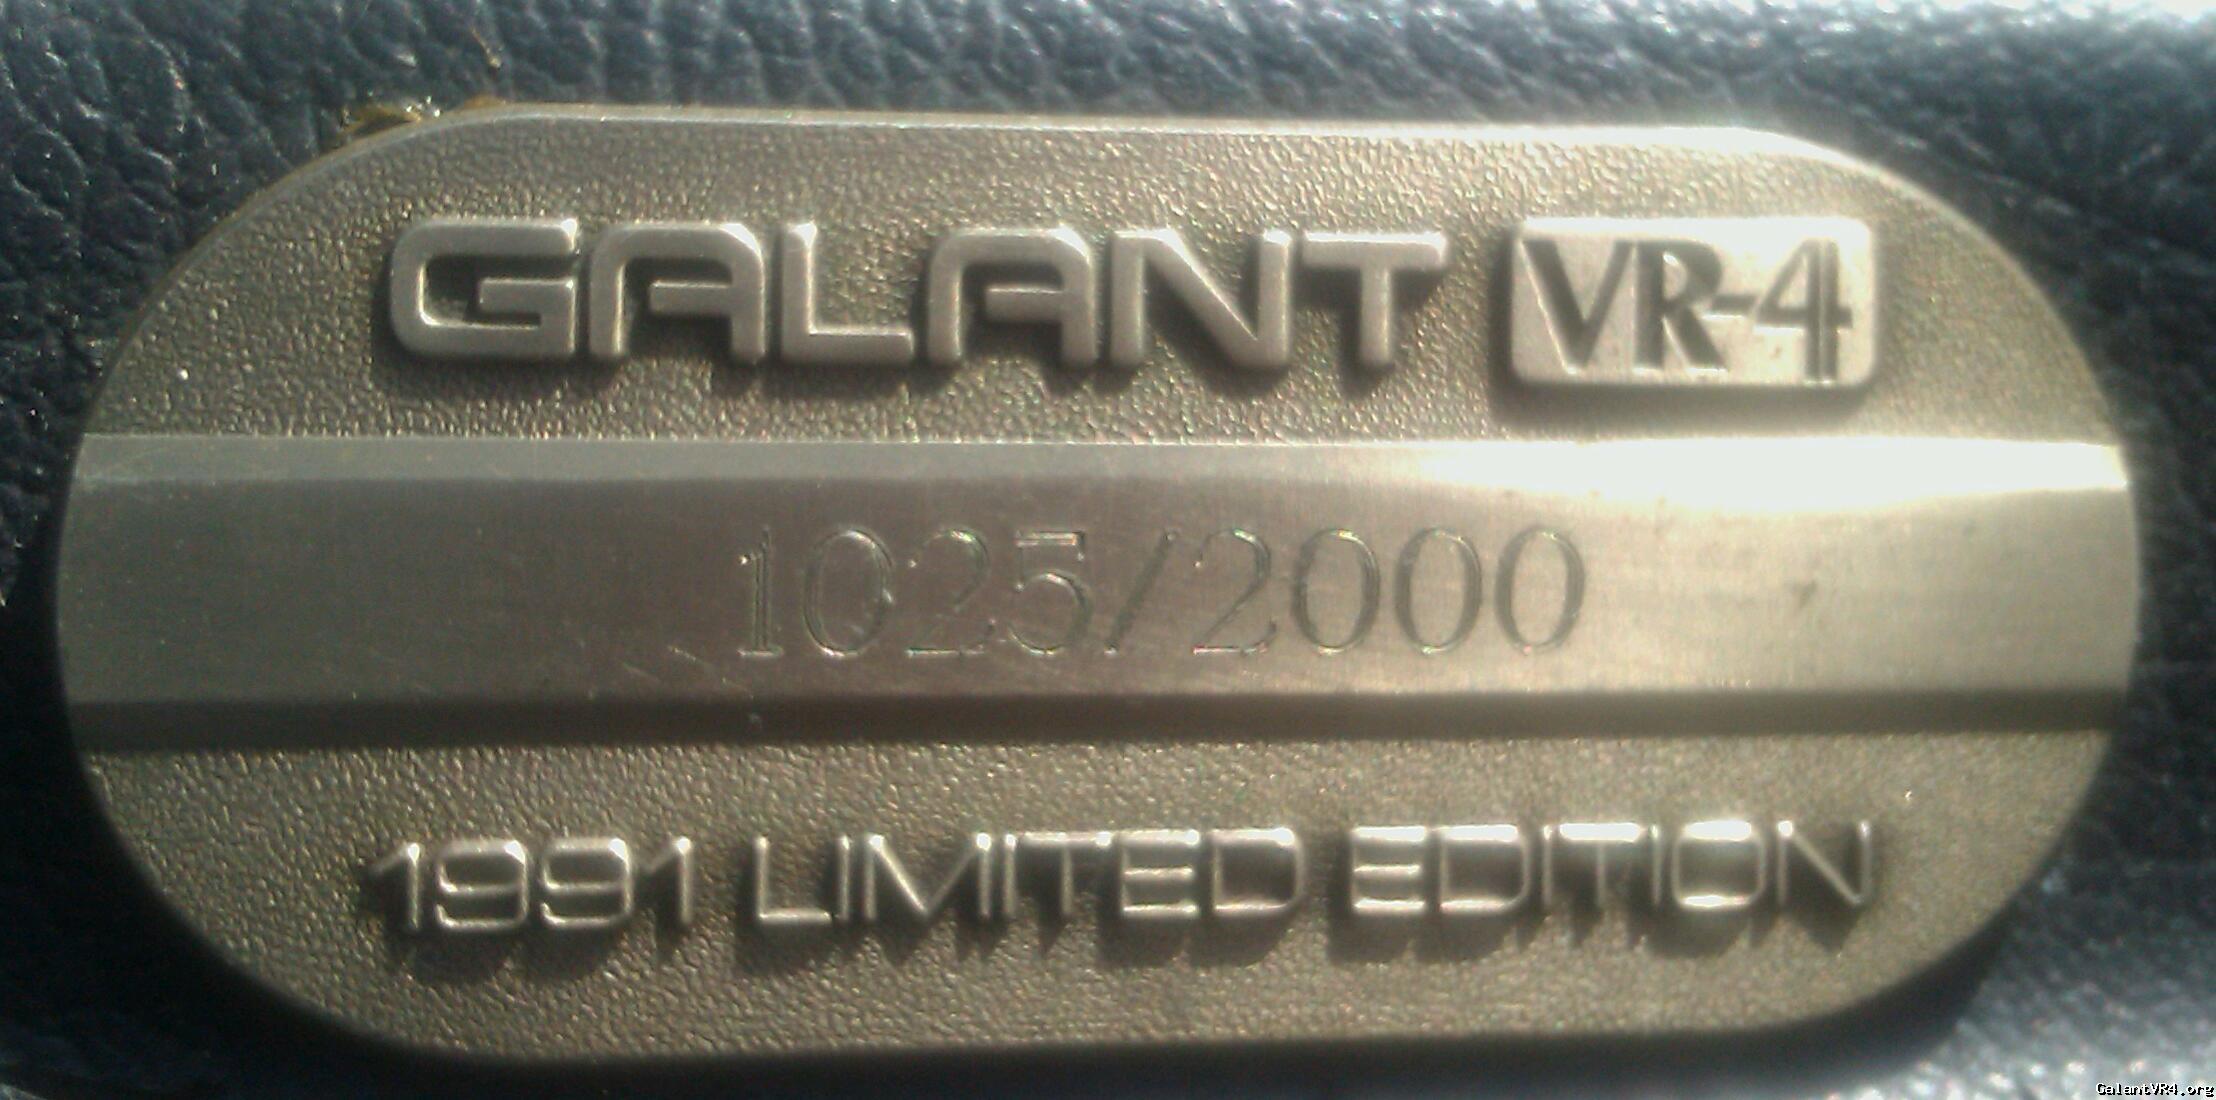 GALANT VR-4
1025/2000
1991 LIMITED EDITION
GalantVR4.org